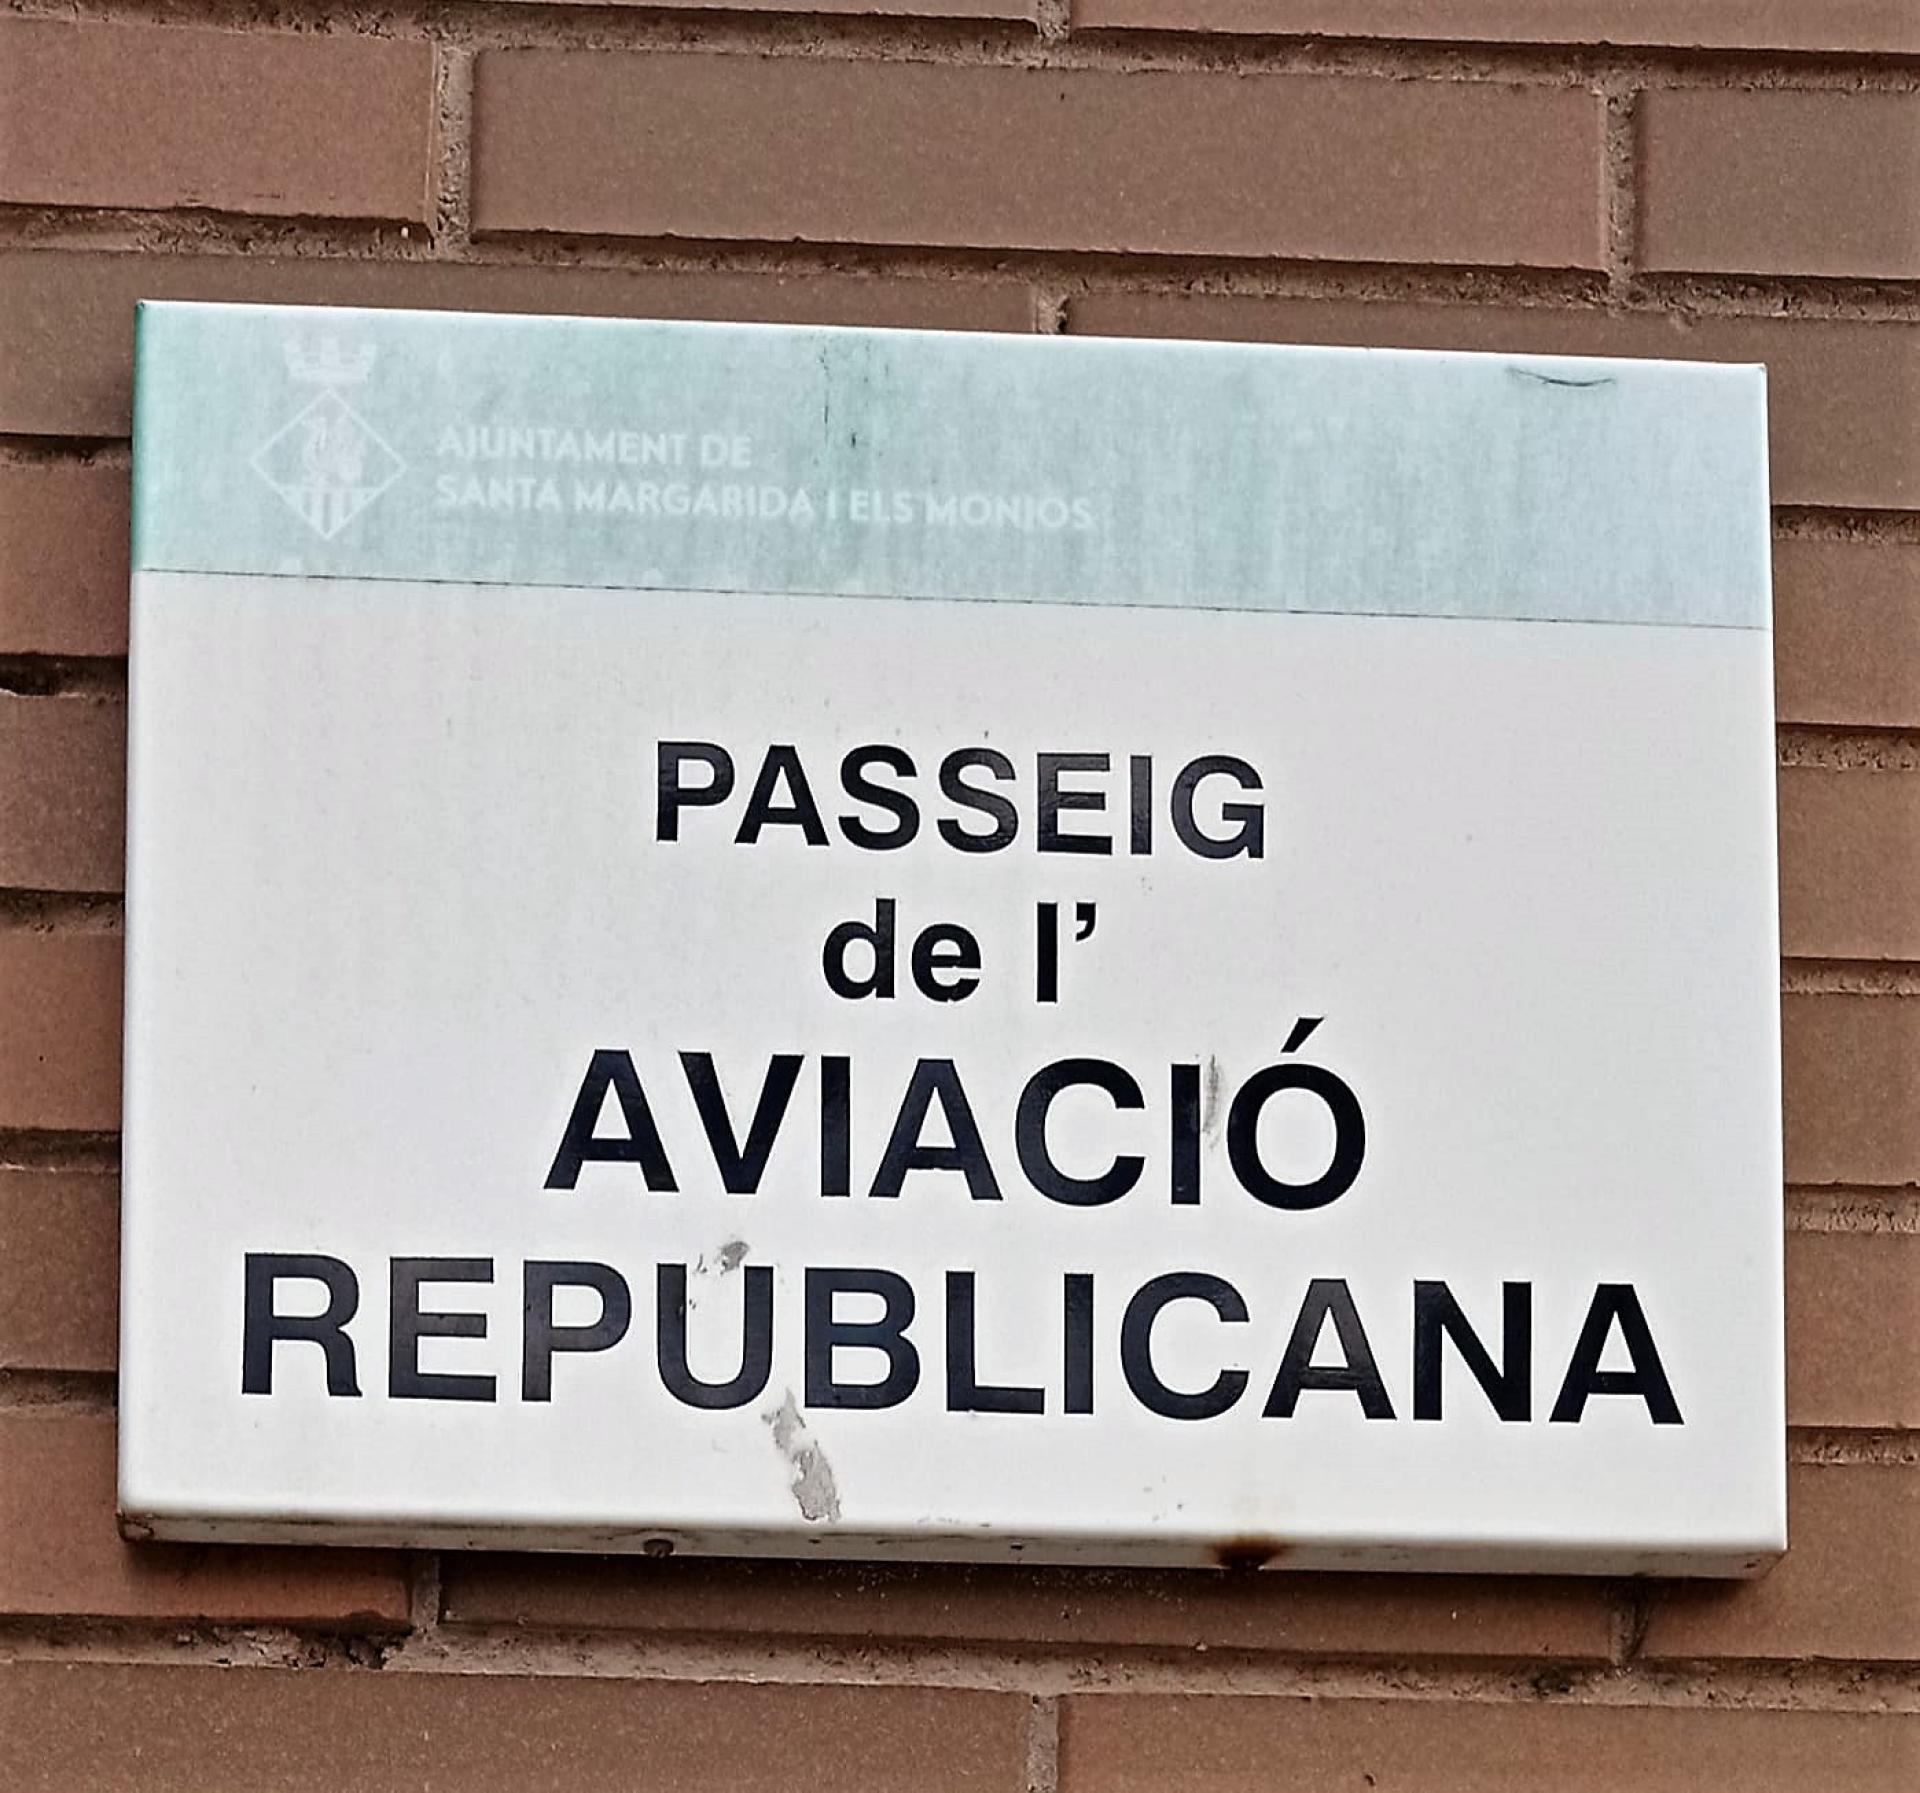 AJUNTAMENT DE
SANTA MARGARIDA I ELS MONJOS
PASSEIG
de l'
AVIACIÓ
REPUBLICANA